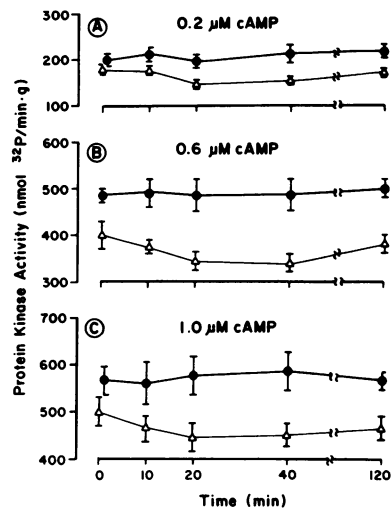 A 0.2 µM cAMP
300
200
100
B 0.6 µM cAMP
600
500
400
300
C 1.0 µM cAMP
700
600
500
400
0 10 20 40 120
Time (min)
Protein Kinase Activity (nmol ³²P/min·g)